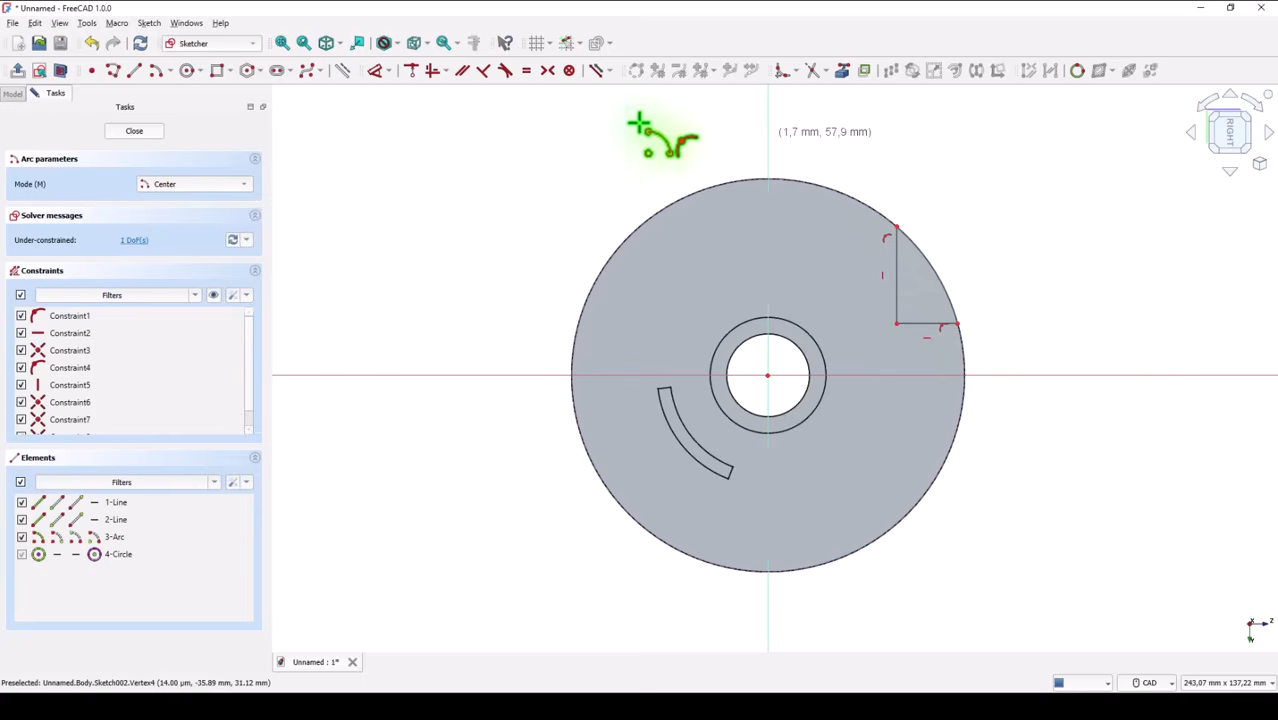 * Unnamed - FreeCAD 1.0.0
File Edit View Tools Macro Sketch Windows Help
Sketcher
Model Tasks
Tasks
Close
Arc parameters
Mode (M) Center
Solver messages
Under-constrained: 1 DoF(s)
Constraints
Filters
Constraint1
Constraint2
Constraint3
Constraint4
Constraint5
Constraint6
Constraint7
Elements
Filters
1-Line
2-Line
3-Arc
4-Circle
(1,7 mm, 57,9 mm)
RIGHT
X
Z
Y
Unnamed : 1*
Preselected: Unnamed.Body.Sketch002.Vertex4 (14.00 μm, -35.89 mm, 31.12 mm)
CAD
243,07 mm x 137,22 mm